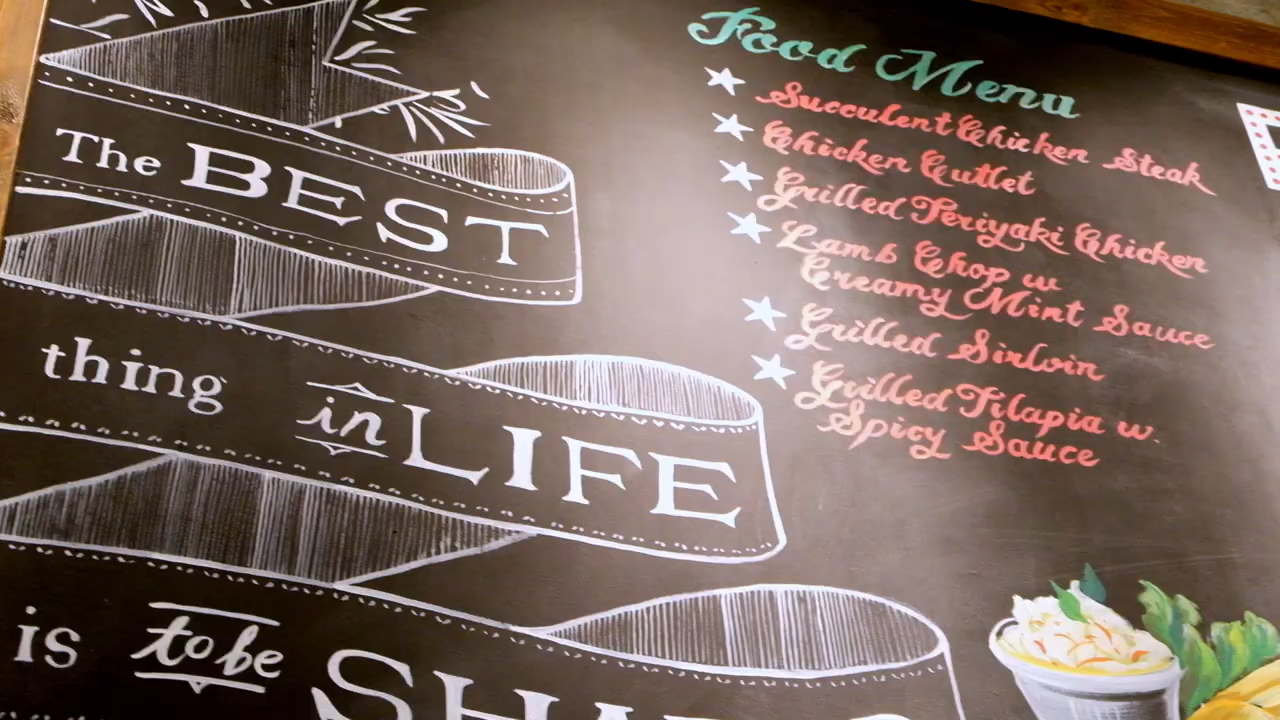 The BEST
thing in LIFE
is to be
Food Menu
Succulent Chicken Steak
Chicken Cutlet
Grilled Teriyaki Chicken
Lamb Chop w
Creamy Mint Sauce
Grilled Sirloin
Grilled Tilapia w.
Spicy Sauce